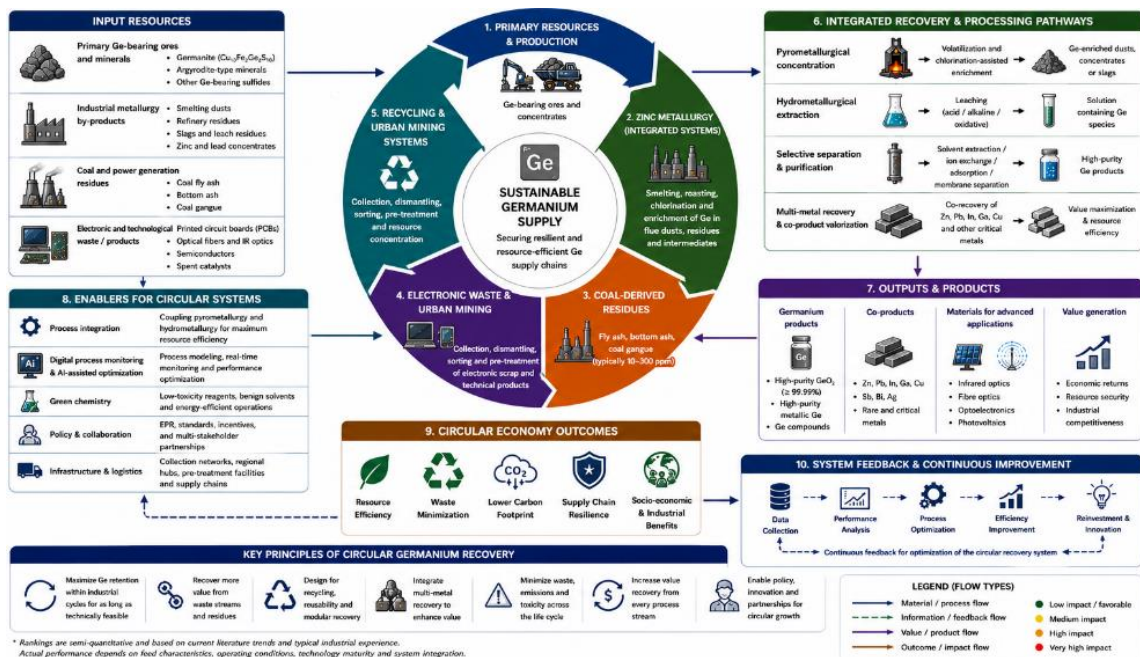 INPUT RESOURCES
Primary Ge-bearing ores
and minerals
• Germanite
• Argyrodite-type minerals
• Other Ge-bearing sulfides
Industrial metallurgy
by-products
• Smelting dusts
• Refinery residues
• Slags and leach residues
• Zinc and lead concentrates
Coal and power generation
residues
• Coal fly ash
• Bottom ash
• Coal gangue
Electronic and technological
waste / products
• Printed circuit boards (PCBs)
• Optical fibers and IR optics
• Semiconductors
• Spent catalysts
1. PRIMARY RESOURCES
& PRODUCTION
Ge-bearing ores and
concentrates
2. ZINC METALLURGY
(INTEGRATED SYSTEMS)
Smelting, roasting,
chlorination and
enrichment of Ge in
flue dusts, residues
and intermediates
3. COAL-DERIVED
RESIDUES
Fly ash, bottom ash,
coal gangue
(typically 10–300 ppm)
4. ELECTRONIC WASTE &
URBAN MINING
Collection, dismantling,
sorting and pre-treatment
of electronic scrap and
technical products
5. RECYCLING &
URBAN MINING
SYSTEMS
Collection, dismantling,
sorting, pre-treatment
and resource
concentration
Ge
SUSTAINABLE
GERMANIUM
SUPPLY
Securing resilient and
resource-efficient Ge
supply chains
6. INTEGRATED RECOVERY & PROCESSING PATHWAYS
Pyrometallurgical
concentration
Volatilization and
chlorination-assisted
enrichment
Ge-enriched dusts,
concentrates
or slags
Hydrometallurgical
extraction
Leaching
(acid / alkaline /
oxidative)
Solution
containing Ge
species
Selective separation
& purification
Solvent extraction /
ion exchange /
adsorption /
membrane separation
High-purity
Ge products
Multi-metal recovery
& co-product valorization
Co-recovery of
Zn, Pb, In, Ga, Cu
and other critical
metals
Value maximization
& resource
efficiency
7. OUTPUTS & PRODUCTS
Germanium
products
Ge
• High-purity GeO₂
(≥ 99.99%)
• High-purity
metallic Ge
• Ge compounds
Co-products
• Zn, Pb, In, Ga, Cu
• Sb, Bi, Ag
• Rare and critical
metals
Materials for advanced
applications
• Infrared optics
• Fibre optics
• Optoelectronics
• Photovoltaics
Value generation
• Economic returns
• Resource security
• Industrial
competitiveness
8. ENABLERS FOR CIRCULAR SYSTEMS
Process integration
Coupling pyrometallurgy and
hydrometallurgy for maximum
resource efficiency
Ai
Digital process monitoring
& AI-assisted optimization
Process modeling, real-time
monitoring and performance
optimization
Green chemistry
Low-toxicity reagents, benign solvents
and energy-efficient operations
Policy & collaboration
EPR, standards, incentives,
and multi-stakeholder
partnerships
Infrastructure & logistics
Collection networks, regional
hubs, pre-treatment facilities
and supply chains
9. CIRCULAR ECONOMY OUTCOMES
Resource
Efficiency
Waste
Minimization
CO₂
Lower Carbon
Footprint
Supply Chain
Resilience
Socio-economic
& Industrial
Benefits
10. SYSTEM FEEDBACK & CONTINUOUS IMPROVEMENT
Data
Collection
Performance
Analysis
Process
Optimization
Efficiency
Improvement
Reinvestment &
Innovation
Continuous feedback for optimization of the circular recovery system
KEY PRINCIPLES OF CIRCULAR GERMANIUM RECOVERY
Maximize Ge retention
within industrial
cycles for as long as
technically feasible
Recover more
value from
waste streams
and residues
Design for
recycling,
reusability and
modular recovery
Integrate
multi-metal
recovery to
enhance value
Minimize waste,
emissions and
toxicity across
the life cycle
$
Increase value
recovery from
every process
stream
Enable policy,
innovation and
partnerships for
circular growth
LEGEND (FLOW TYPES)
Material / process flow
Information / feedback flow
Value / product flow
Outcome / impact flow
Low impact / favorable
Medium impact
High impact
Very high impact
* Rankings are semi-quantitative and based on current literature trends and typical industrial experience.
Actual performance depends on feed characteristics, operating conditions, technology maturity and system integration.